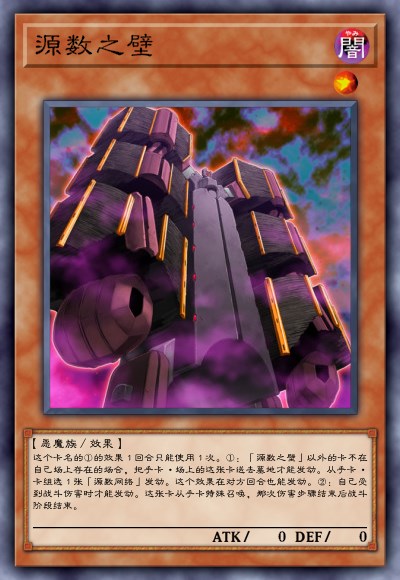 源数之壁
やみ
闇
【恶魔族／效果】
这个卡名的①的效果1回合只能使用1次。①：「源数之壁」以外的卡不在
自己场上存在的场合，把手卡·场上的这张卡送去墓地才能发动。从手卡·
卡组选1张「源数网络」发动。这个效果在对方回合也能发动。②：自己受
到战斗伤害时才能发动。这张卡从手卡特殊召唤，那次伤害步骤结束后战斗
阶段结束。
ATK/ 0 DEF/ 0